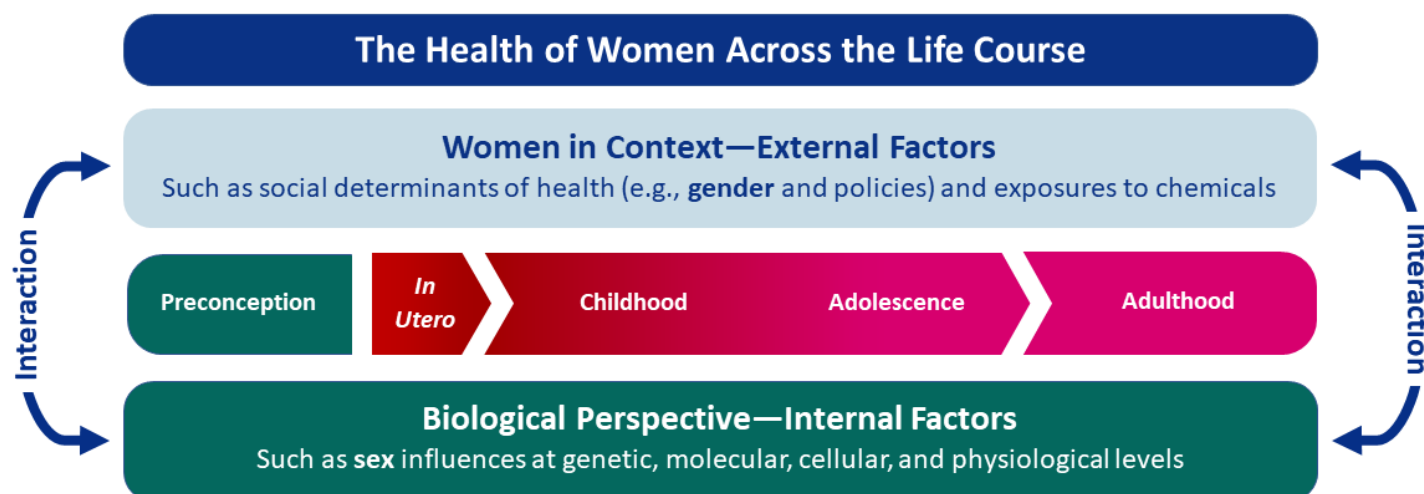 The Health of Women Across the Life Course
Women in Context—External Factors
Such as social determinants of health (e.g., gender and policies) and exposures to chemicals
Interaction
Preconception
In
Utero
Childhood
Adolescence
Adulthood
Interaction
Biological Perspective—Internal Factors
Such as sex influences at genetic, molecular, cellular, and physiological levels